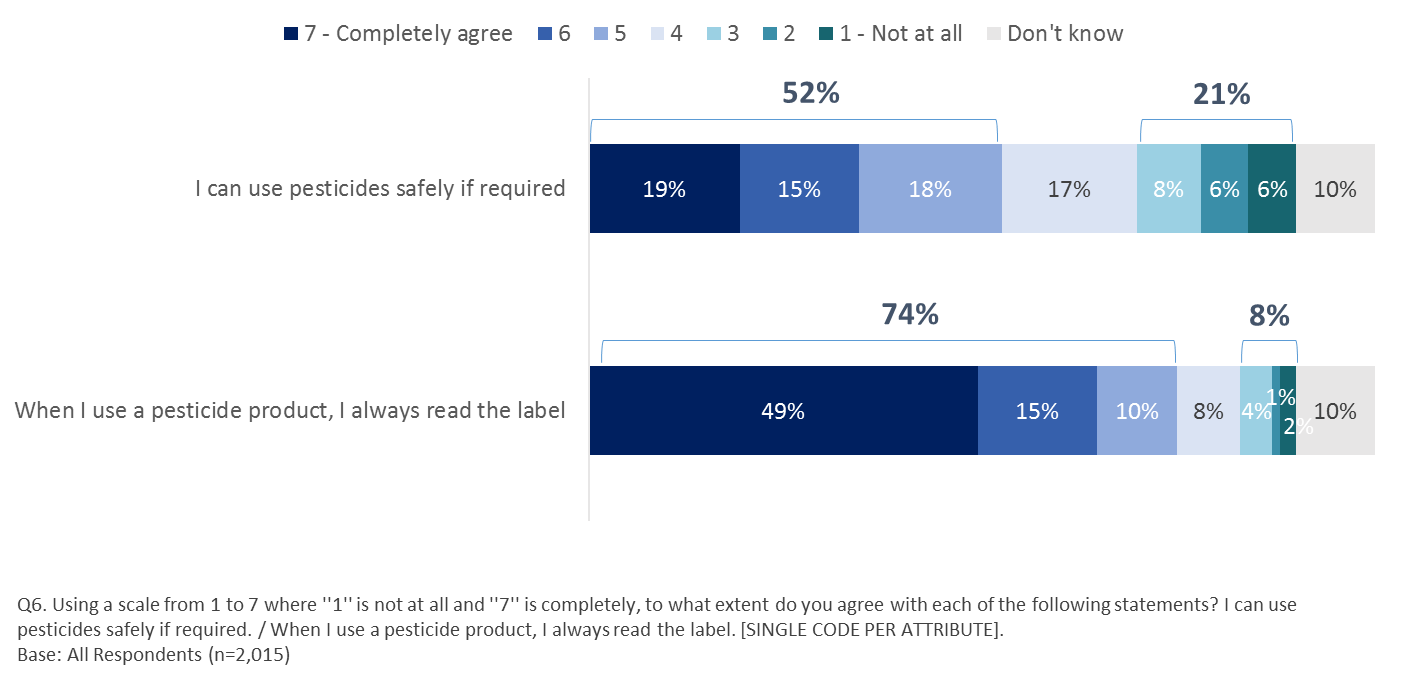 7 - Completely agree 6 5 4 3 2 1 - Not at all Don't know
52% 21%
I can use pesticides safely if required 19% 15% 18% 17% 8% 6% 6% 10%
74% 8%
When I use a pesticide product, I always read the label 49% 15% 10% 8% 4% 1% 2% 10%
Q6. Using a scale from 1 to 7 where ''1'' is not at all and ''7'' is completely, to what extent do you agree with each of the following statements? I can use
pesticides safely if required. / When I use a pesticide product, I always read the label. [SINGLE CODE PER ATTRIBUTE].
Base: All Respondents (n=2,015)